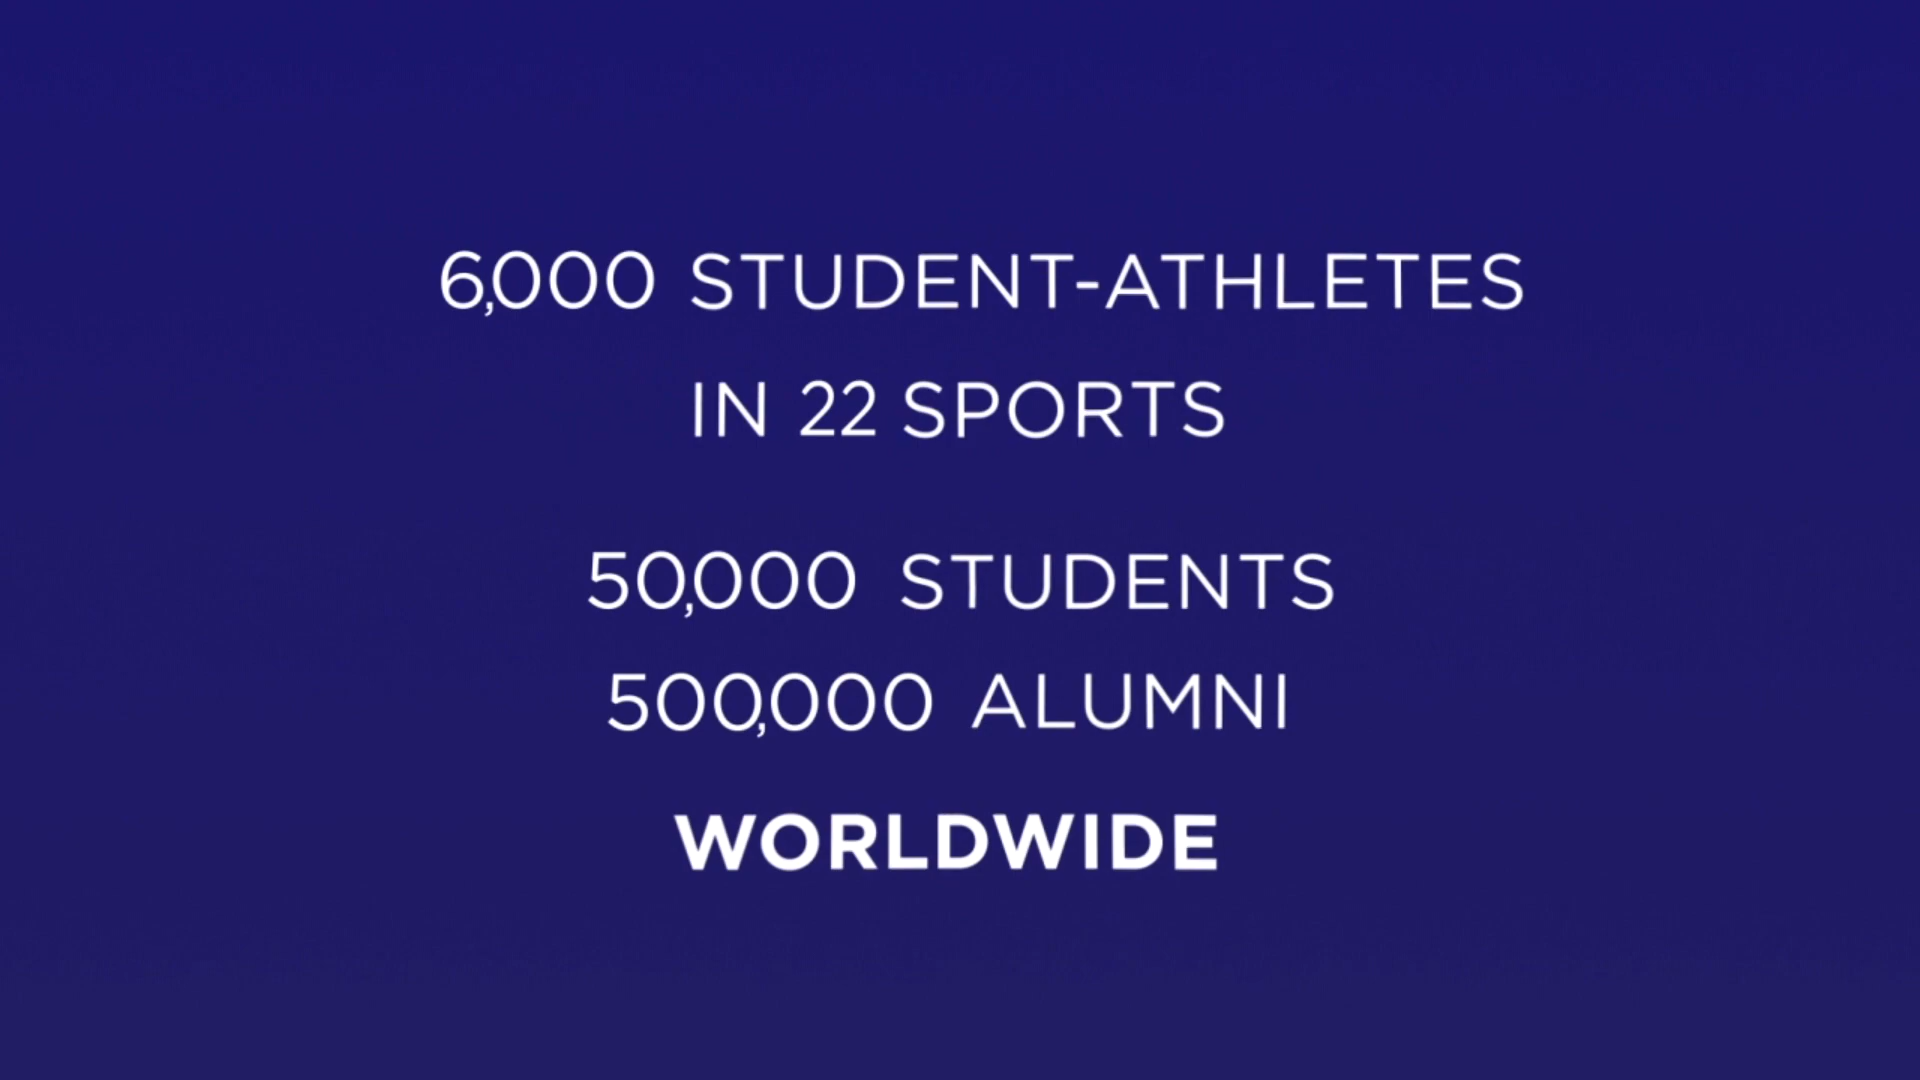 6,000 STUDENT-ATHLETES
IN 22 SPORTS
50,000 STUDENTS
500,000 ALUMNI
WORLDWIDE